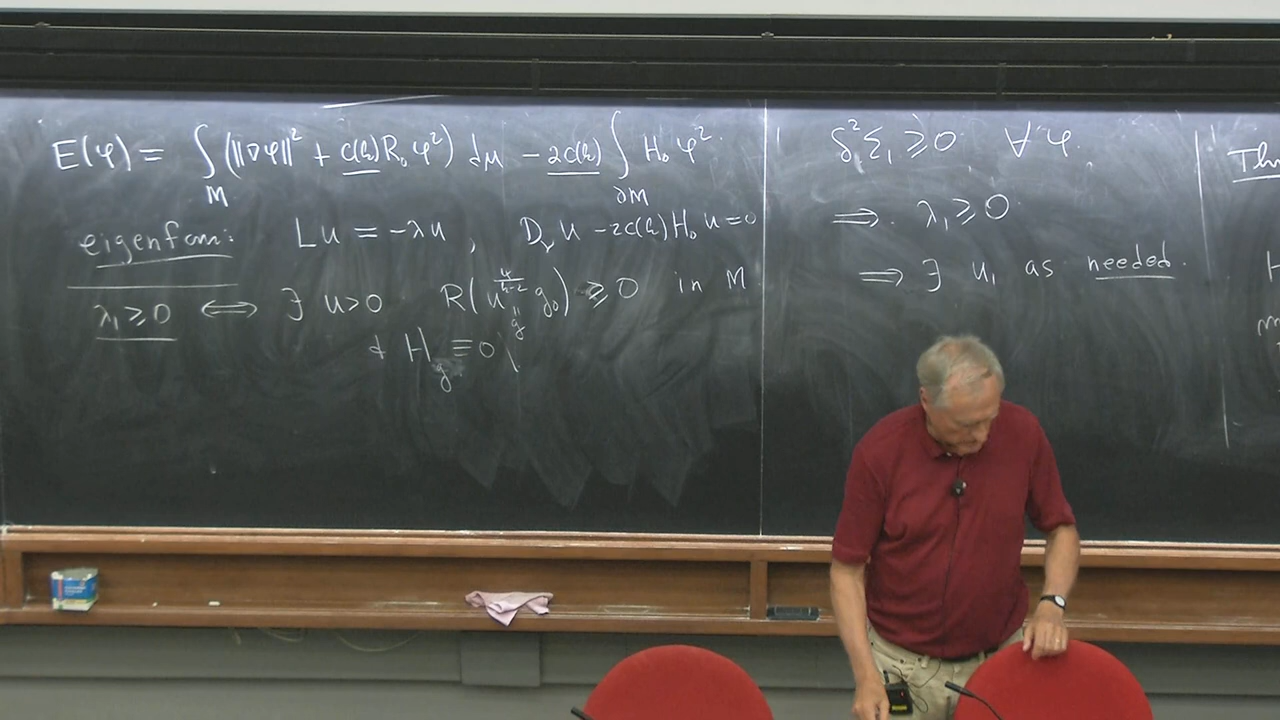 E(φ) = ∫_M (‖∇φ‖² + c(n)R₀φ²) dμ − 2c(n) ∫_∂M H₀φ²
eigenfcn: Lu = −λu , D_ν u − 2c(n)H₀u = 0
λ₁ ≥ 0 ⟺ ∃ u > 0 R(u^{4/(n−2)} g₀) ≥ 0 in M
" g
+ H_g ≡ 0
δ²Σ₁ ≥ 0 ∀ φ
⟹ λ₁ ≥ 0
⟹ ∃ u₁ as needed.